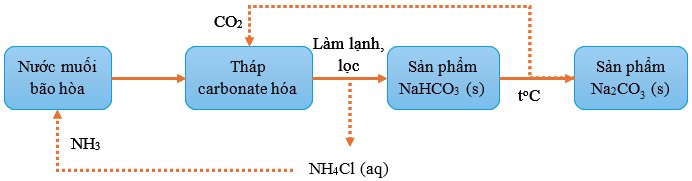 CO₂
Làm lạnh,
lọc
Nước muối
bão hòa
Tháp
carbonate hóa
Sản phẩm
NaHCO₃ (s)
t°C
Sản phẩm
Na₂CO₃ (s)
NH₃
NH₄Cl (aq)